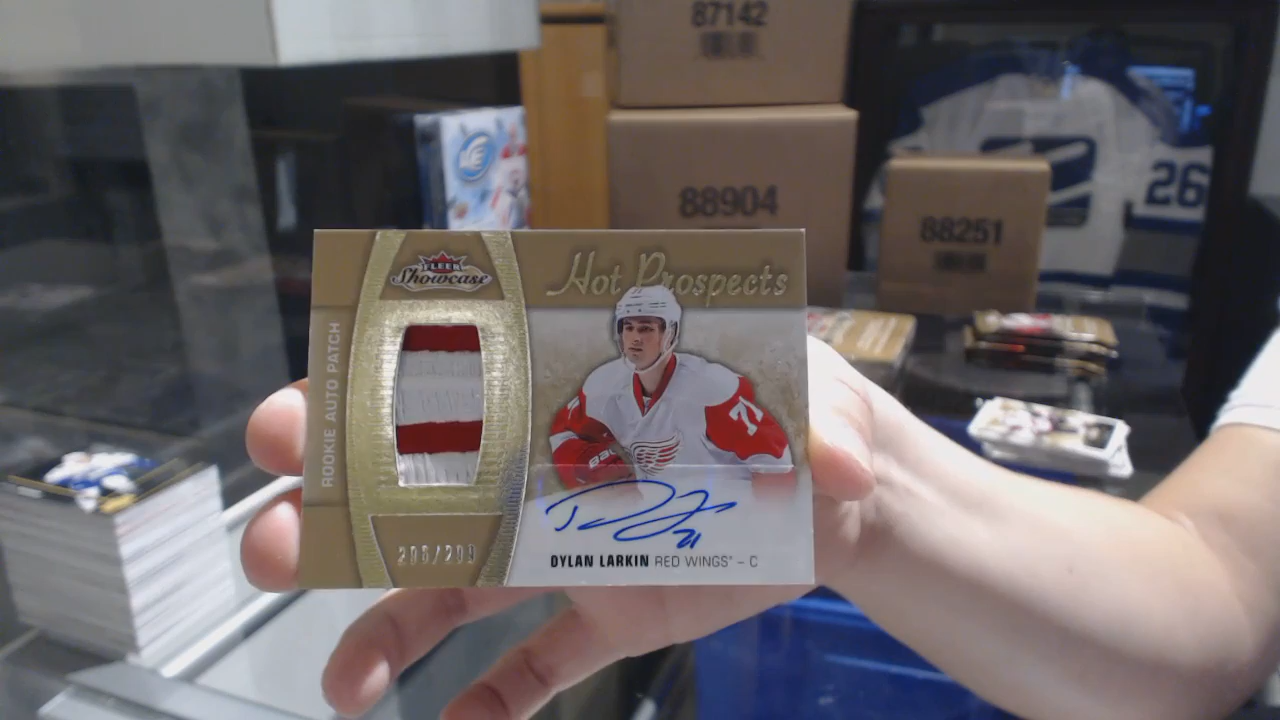 87142
88904
88251
26
FLEER
Showcase
Hot Prospects
ROOKIE AUTO PATCH
71
DYLAN LARKIN RED WINGS - C